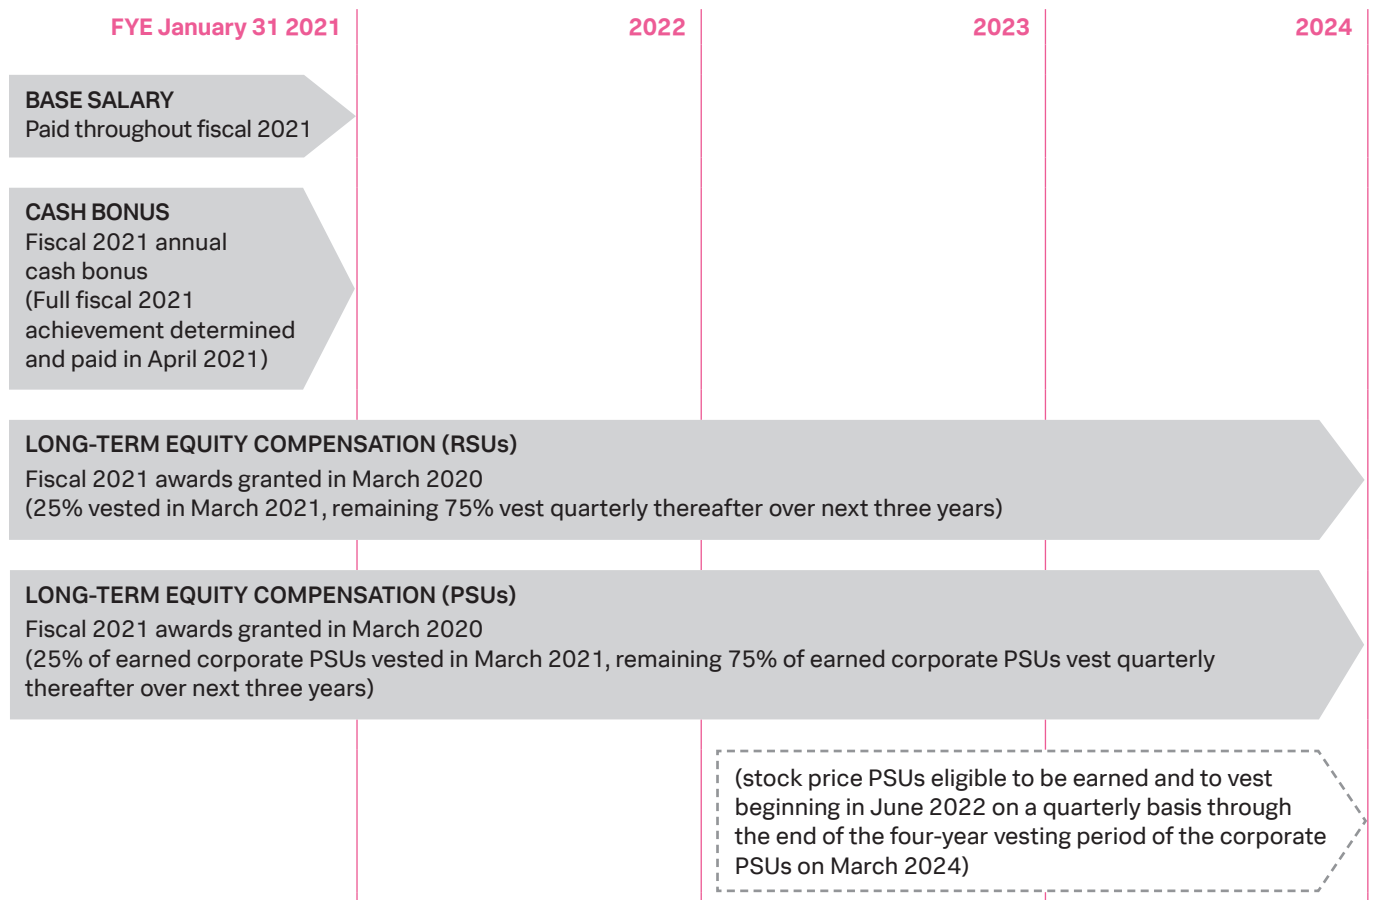 FYE January 31 2021
2022
2023
2024
BASE SALARY
Paid throughout fiscal 2021
CASH BONUS
Fiscal 2021 annual
cash bonus
(Full fiscal 2021
achievement determined
and paid in April 2021)
LONG-TERM EQUITY COMPENSATION (RSUs)
Fiscal 2021 awards granted in March 2020
(25% vested in March 2021, remaining 75% vest quarterly thereafter over next three years)
LONG-TERM EQUITY COMPENSATION (PSUs)
Fiscal 2021 awards granted in March 2020
(25% of earned corporate PSUs vested in March 2021, remaining 75% of earned corporate PSUs vest quarterly
thereafter over next three years)
(stock price PSUs eligible to be earned and to vest
beginning in June 2022 on a quarterly basis through
the end of the four-year vesting period of the corporate
PSUs on March 2024)